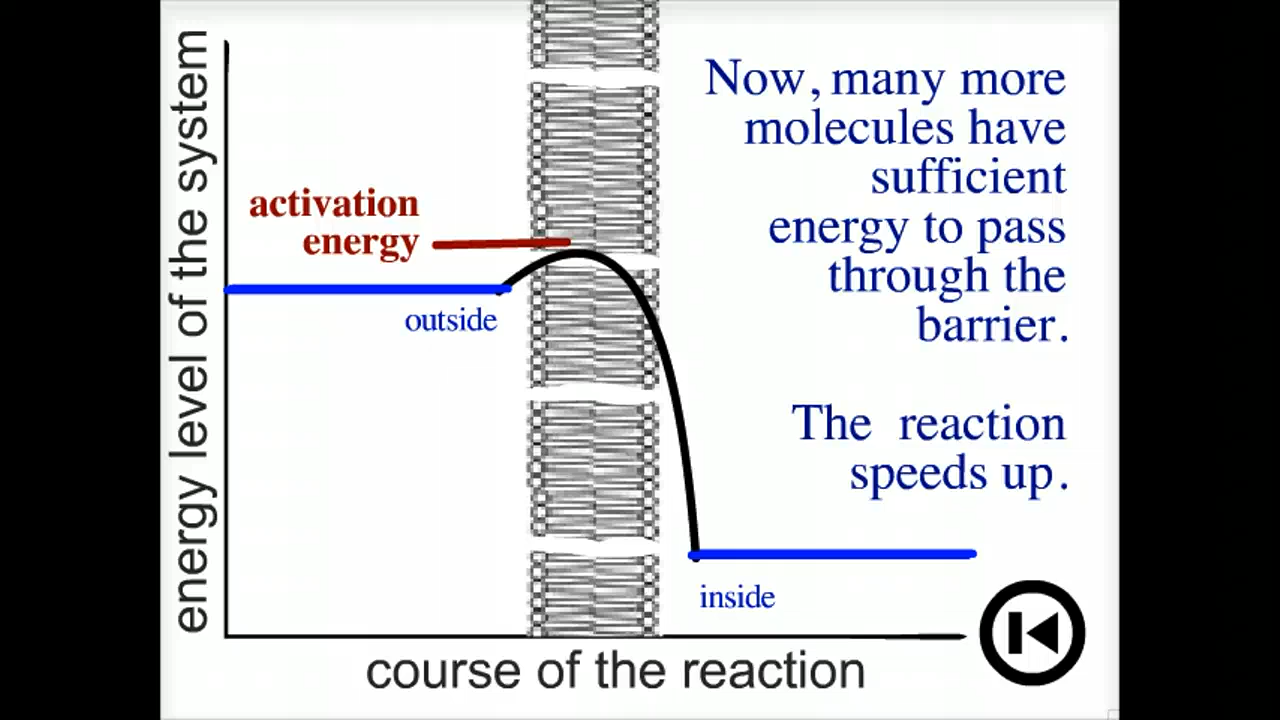 energy level of the system
activation
energy
outside
Now, many more
molecules have
sufficient
energy to pass
through the
barrier.
The reaction
speeds up.
inside
course of the reaction